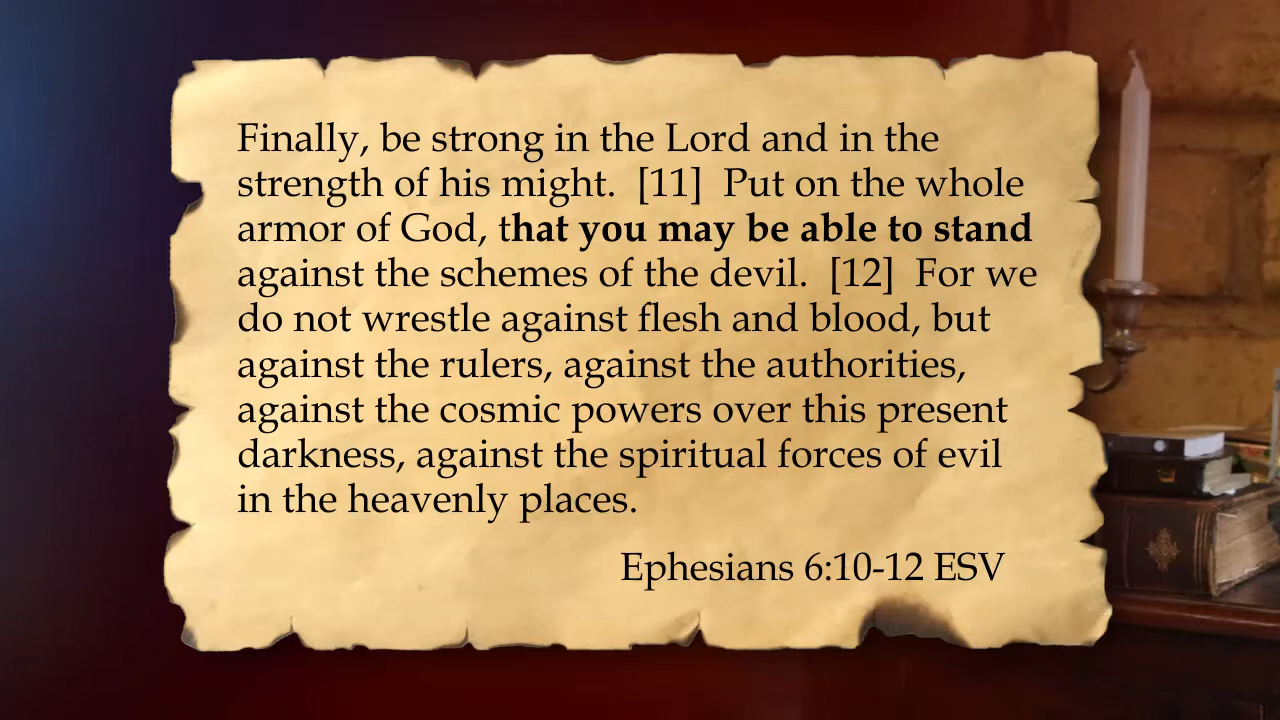 Finally, be strong in the Lord and in the
strength of his might.  [11]  Put on the whole
armor of God, that you may be able to stand
against the schemes of the devil.  [12]  For we
do not wrestle against flesh and blood, but
against the rulers, against the authorities,
against the cosmic powers over this present
darkness, against the spiritual forces of evil
in the heavenly places.
Ephesians 6:10-12 ESV